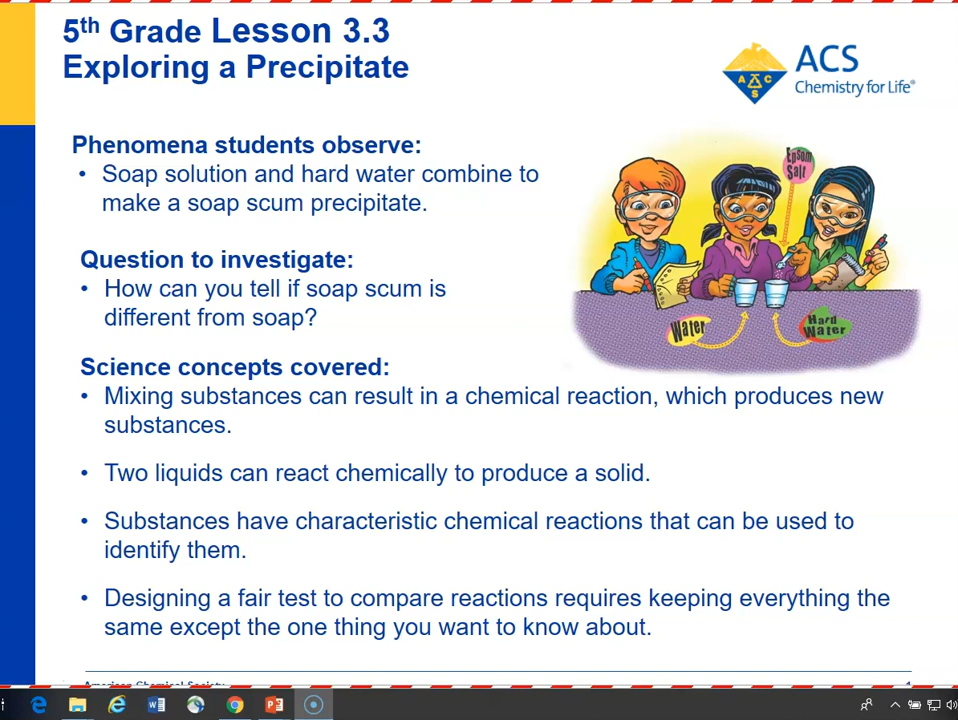 5th Grade Lesson 3.3
Exploring a Precipitate
ACS
Chemistry for Life®
A C S
Phenomena students observe:
• Soap solution and hard water combine to
make a soap scum precipitate.
Epsom
Salt
Question to investigate:
• How can you tell if soap scum is
different from soap?
Water
Hard
Water
Science concepts covered:
• Mixing substances can result in a chemical reaction, which produces new
substances.
• Two liquids can react chemically to produce a solid.
• Substances have characteristic chemical reactions that can be used to
identify them.
• Designing a fair test to compare reactions requires keeping everything the
same except the one thing you want to know about.
American Chemical Society
1